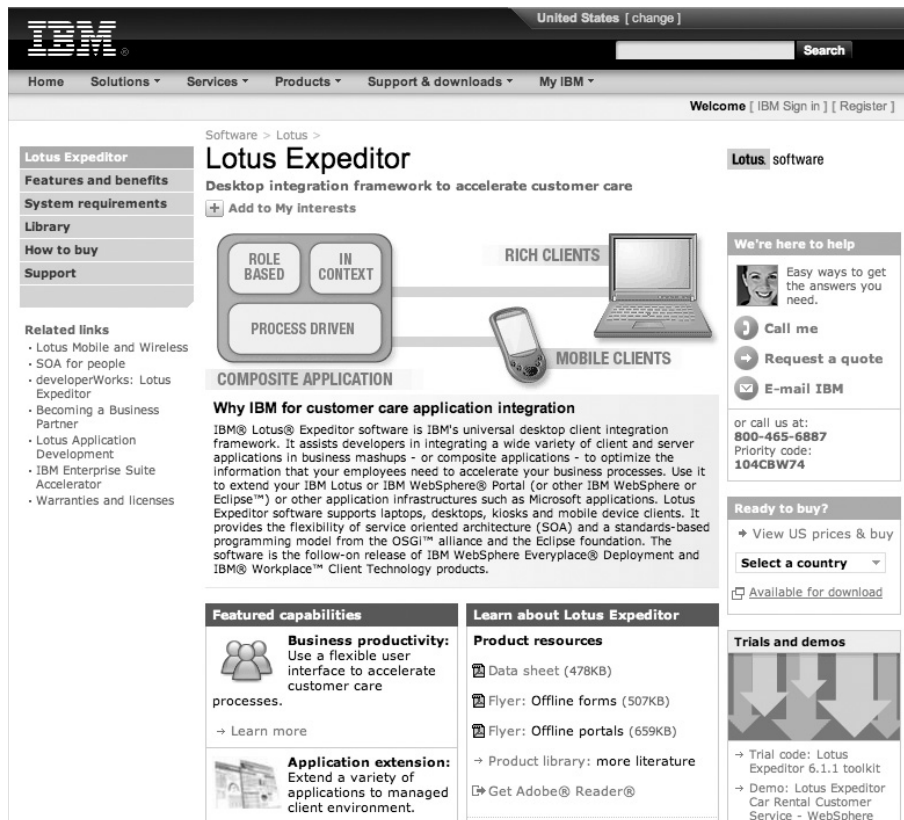 United States [ change ]
IBM®
Search
Home Solutions Services Products Support & downloads My IBM
Welcome [ IBM Sign in ] [ Register ]
Software > Lotus >
Lotus Expeditor
Desktop integration framework to accelerate customer care
+ Add to My interests
Lotus. software
Lotus Expeditor
Features and benefits
System requirements
Library
How to buy
Support
Related links
· Lotus Mobile and Wireless
· SOA for people
· developerWorks: Lotus
Expeditor
· Becoming a Business
Partner
· Lotus Application
Development
· IBM Enterprise Suite
Accelerator
· Warranties and licenses
ROLE
BASED
IN
CONTEXT
PROCESS DRIVEN
COMPOSITE APPLICATION
RICH CLIENTS
MOBILE CLIENTS
Why IBM for customer care application integration
IBM® Lotus® Expeditor software is IBM's universal desktop client integration
framework. It assists developers in integrating a wide variety of client and server
applications in business mashups - or composite applications - to optimize the
information that your employees need to accelerate your business processes. Use it
to extend your IBM Lotus or IBM WebSphere® Portal (or other IBM WebSphere or
Eclipse™) or other application infrastructures such as Microsoft applications. Lotus
Expeditor software supports laptops, desktops, kiosks and mobile device clients. It
provides the flexibility of service oriented architecture (SOA) and a standards-based
programming model from the OSGi™ alliance and the Eclipse foundation. The
software is the follow-on release of IBM WebSphere Everyplace® Deployment and
IBM® Workplace™ Client Technology products.
Featured capabilities
Business productivity:
Use a flexible user
interface to accelerate
customer care
processes.
→ Learn more
Application extension:
Extend a variety of
applications to managed
client environment.
Learn about Lotus Expeditor
Product resources
Data sheet (478KB)
Flyer: Offline forms (507KB)
Flyer: Offline portals (659KB)
→ Product library: more literature
Get Adobe® Reader®
We're here to help
Easy ways to get
the answers you
need.
Call me
Request a quote
E-mail IBM
or call us at:
800-465-6887
Priority code:
104CBW74
Ready to buy?
View US prices & buy
Select a country
Available for download
Trials and demos
→ Trial code: Lotus
Expeditor 6.1.1 toolkit
→ Demo: Lotus Expeditor
Car Rental Customer
Service - WebSphere